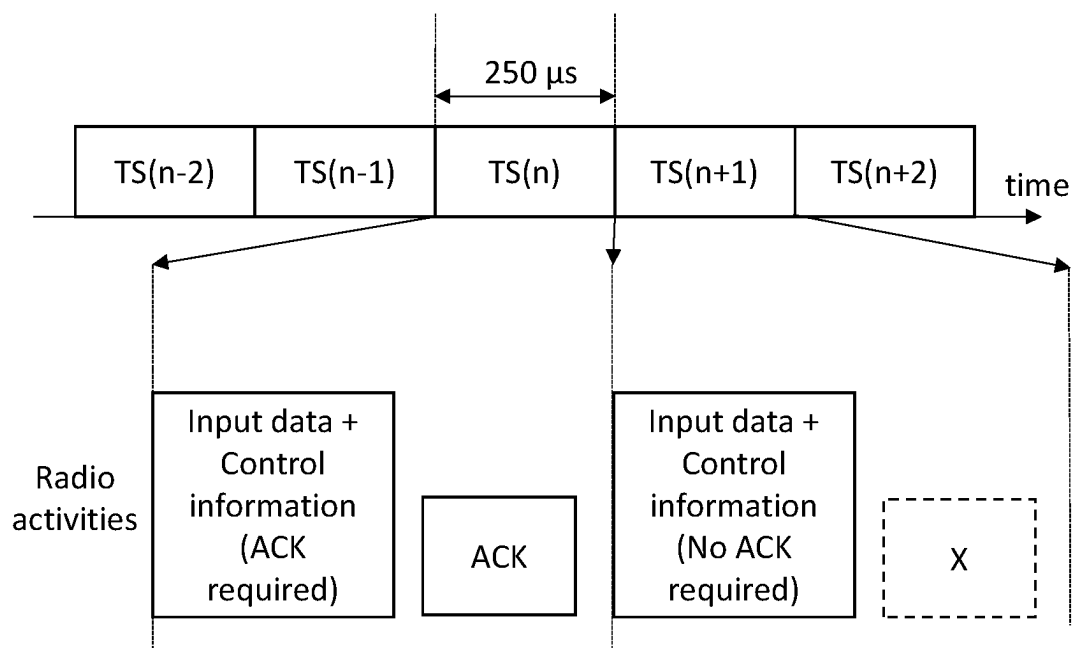 250 µs
TS(n-2)
TS(n-1)
TS(n)
TS(n+1)
TS(n+2)
time
Radio
activities
Input data +
Control
information
(ACK
required)
ACK
Input data +
Control
information
(No ACK
required)
X